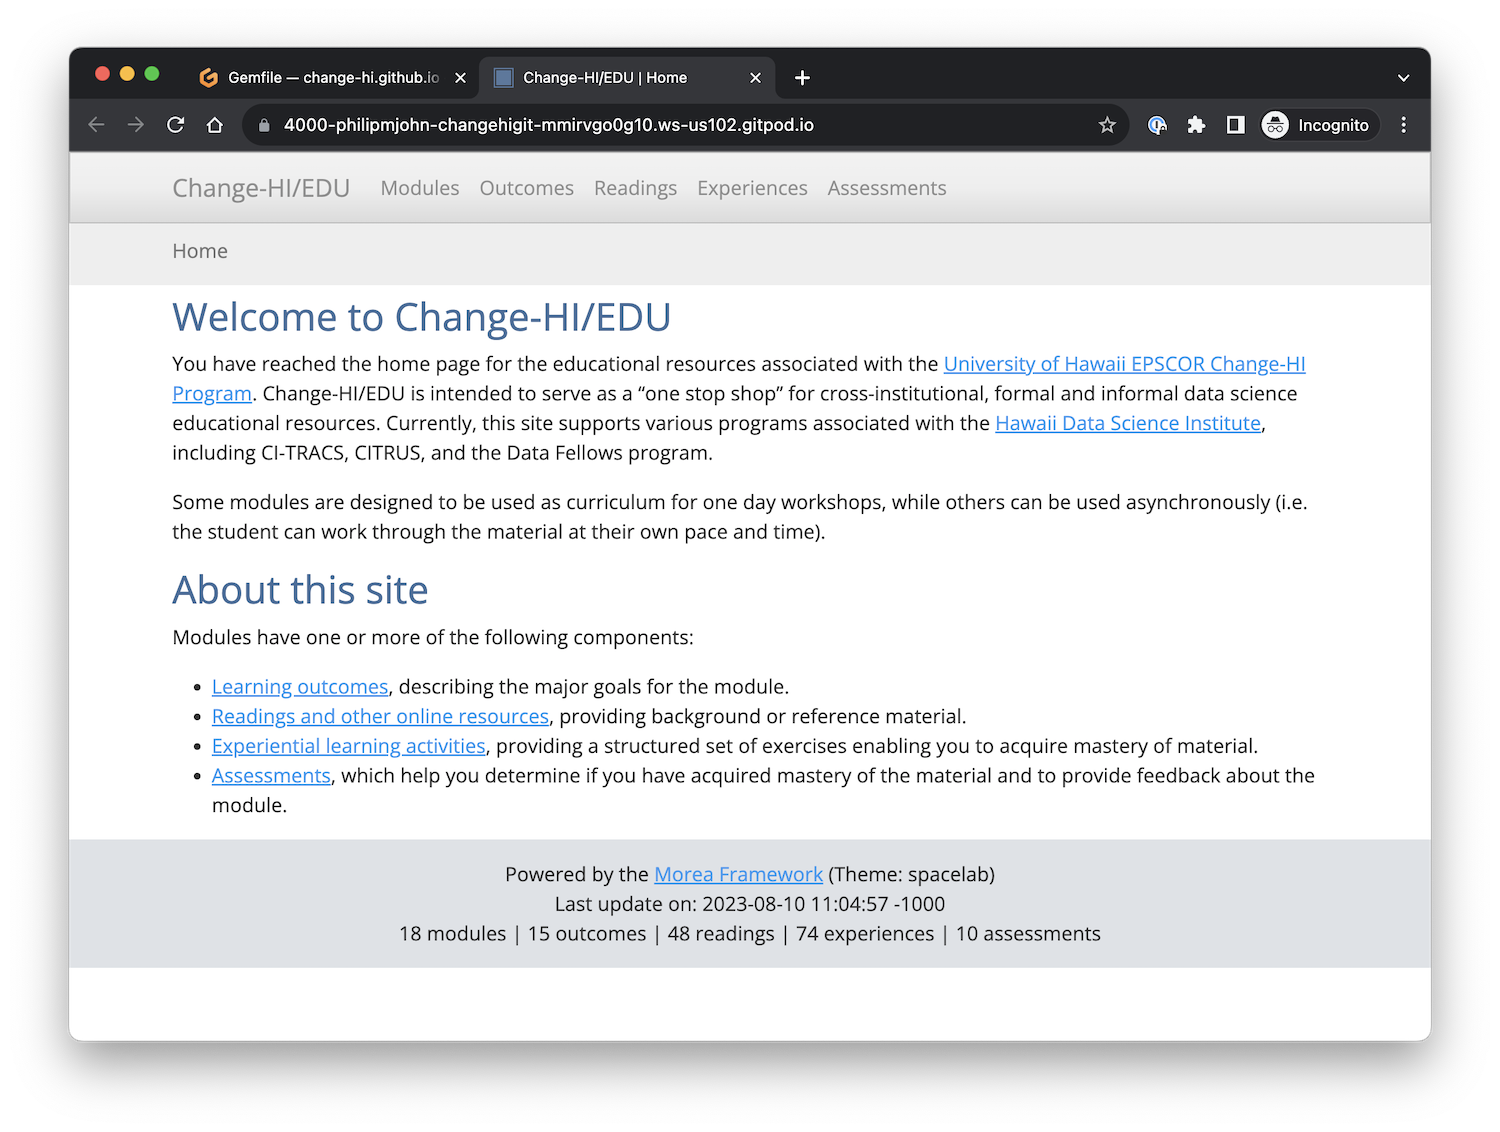 Gemfile — change-hi.github.io
Change-HI/EDU | Home
4000-philipmjohn-changehigit-mmirvgo0g10.ws-us102.gitpod.io
Incognito
Change-HI/EDU Modules Outcomes Readings Experiences Assessments
Home
Welcome to Change-HI/EDU
You have reached the home page for the educational resources associated with the University of Hawaii EPSCOR Change-HI
Program. Change-HI/EDU is intended to serve as a “one stop shop” for cross-institutional, formal and informal data science
educational resources. Currently, this site supports various programs associated with the Hawaii Data Science Institute,
including CI-TRACS, CITRUS, and the Data Fellows program.
Some modules are designed to be used as curriculum for one day workshops, while others can be used asynchronously (i.e.
the student can work through the material at their own pace and time).
About this site
Modules have one or more of the following components:
• Learning outcomes, describing the major goals for the module.
• Readings and other online resources, providing background or reference material.
• Experiential learning activities, providing a structured set of exercises enabling you to acquire mastery of material.
• Assessments, which help you determine if you have acquired mastery of the material and to provide feedback about the
module.
Powered by the Morea Framework (Theme: spacelab)
Last update on: 2023-08-10 11:04:57 -1000
18 modules | 15 outcomes | 48 readings | 74 experiences | 10 assessments